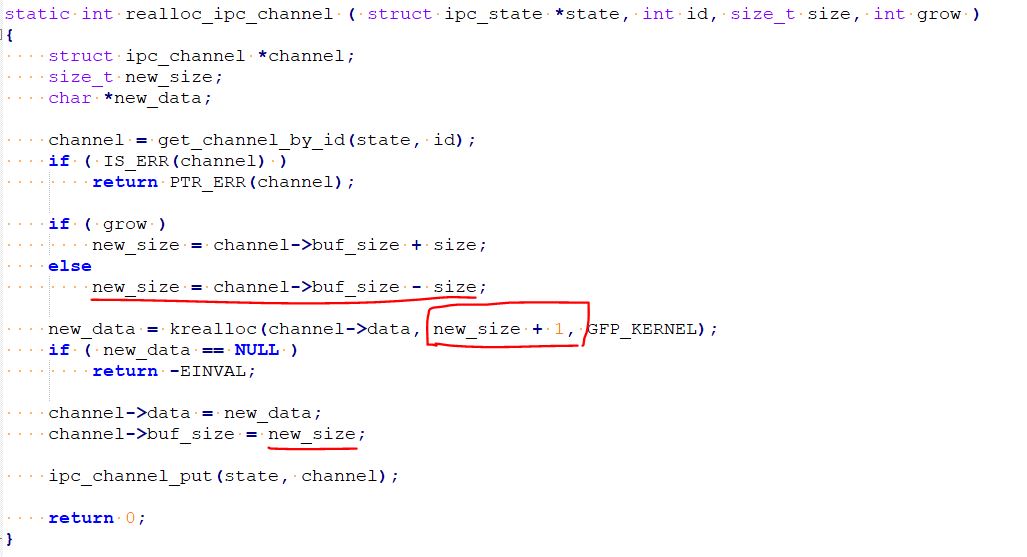 static int realloc_ipc_channel ( struct ipc_state *state, int id, size_t size, int grow )
{
    struct ipc_channel *channel;
    size_t new_size;
    char *new_data;

    channel = get_channel_by_id(state, id);
    if ( IS_ERR(channel) )
        return PTR_ERR(channel);

    if ( grow )
        new_size = channel->buf_size + size;
    else
        new_size = channel->buf_size - size;

    new_data = krealloc(channel->data, new_size + 1, GFP_KERNEL);
    if ( new_data == NULL )
        return -EINVAL;

    channel->data = new_data;
    channel->buf_size = new_size;

    ipc_channel_put(state, channel);

    return 0;
}